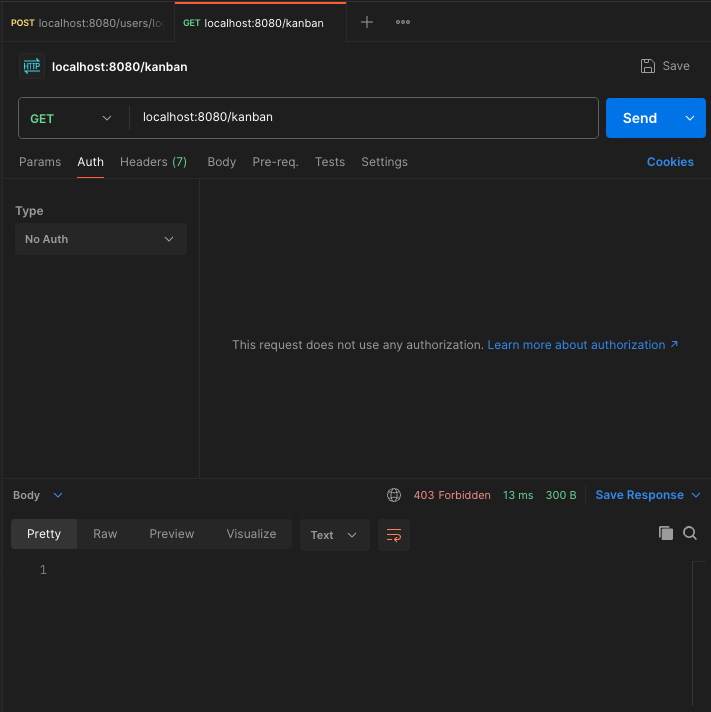 POST localhost:8080/users/log
GET localhost:8080/kanban
HTTP localhost:8080/kanban
Save
GET
localhost:8080/kanban
Send
Params Auth Headers (7) Body Pre-req. Tests Settings
Cookies
Type
No Auth
This request does not use any authorization. Learn more about authorization ↗
Body
403 Forbidden 13 ms 300 B Save Response
Pretty Raw Preview Visualize Text
1